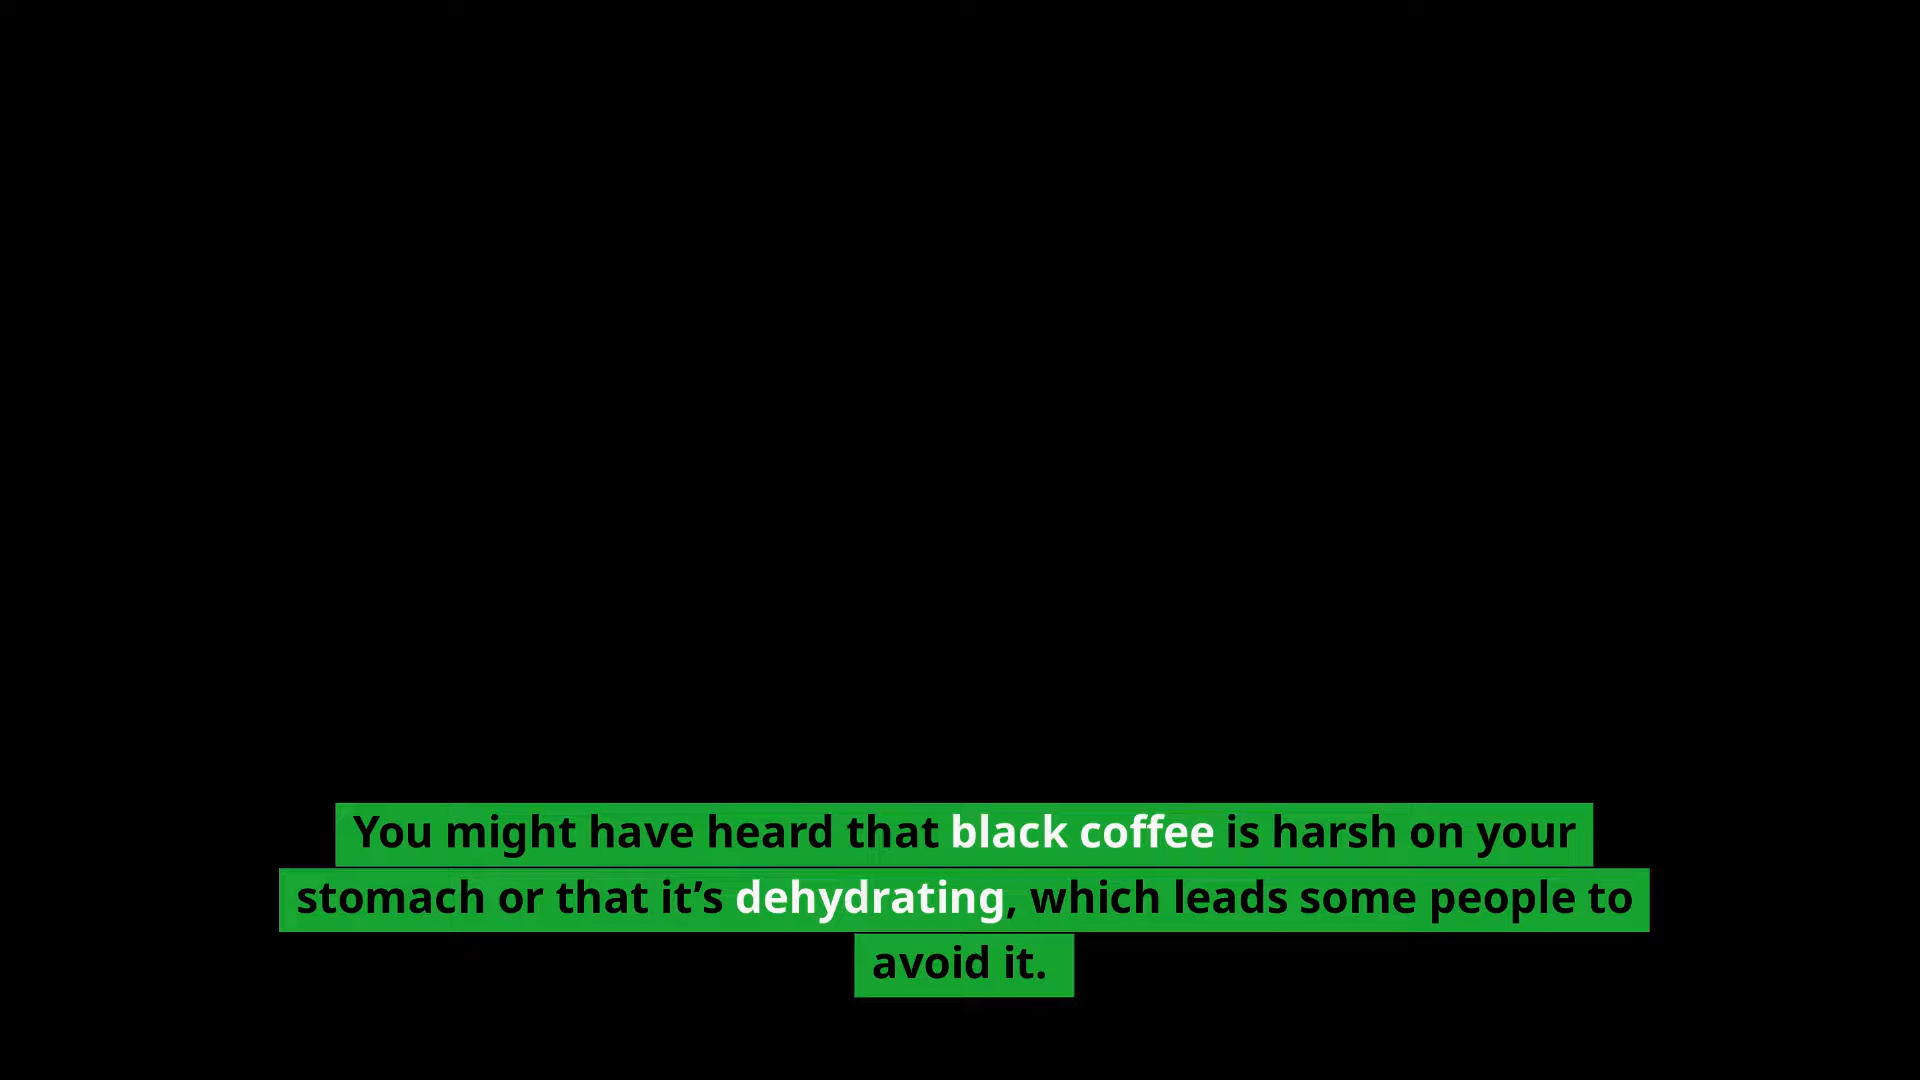 You might have heard that black coffee is harsh on your
stomach or that it’s dehydrating, which leads some people to
avoid it.